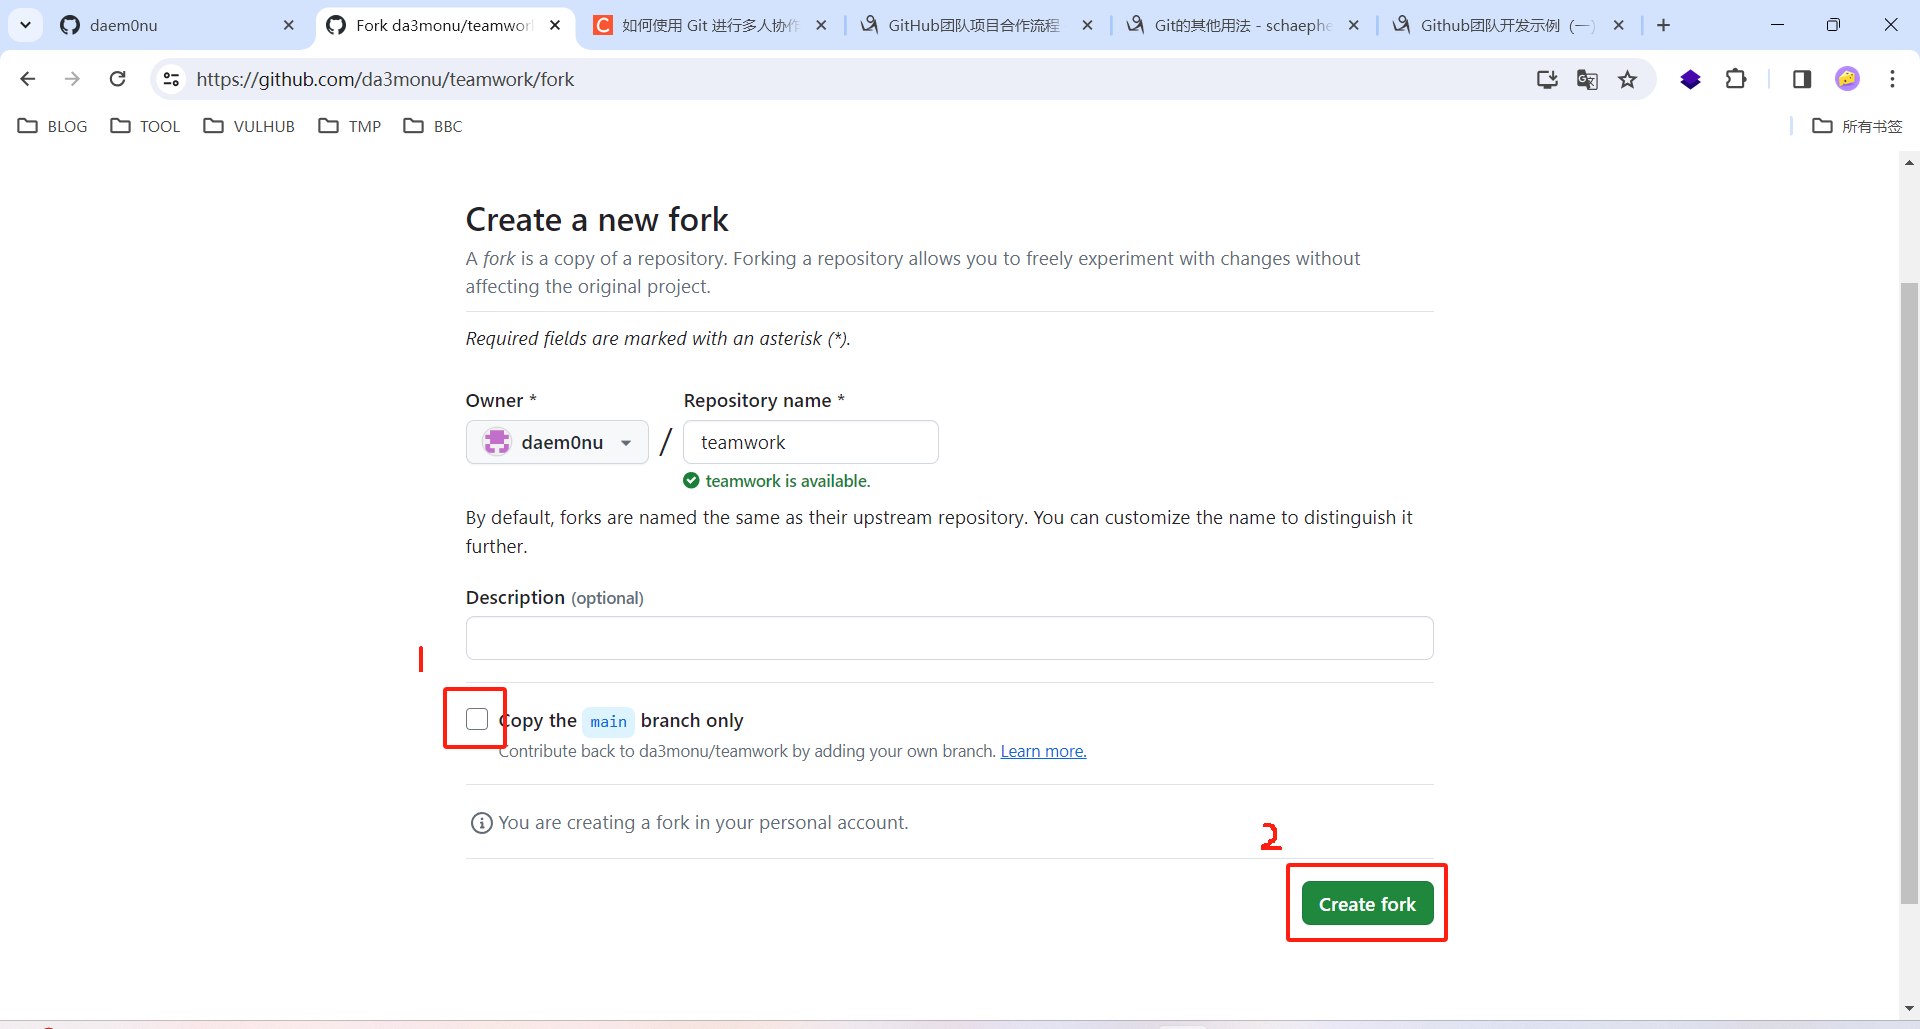 daem0nu
Fork da3monu/teamwor
如何使用 Git 进行多人协作
GitHub团队项目合作流程
Git的其他用法 - schaephe
Github团队开发示例（一）
https://github.com/da3monu/teamwork/fork
BLOG
TOOL
VULHUB
TMP
BBC
所有书签
Create a new fork
A fork is a copy of a repository. Forking a repository allows you to freely experiment with changes without
affecting the original project.
Required fields are marked with an asterisk (*).
Owner *
Repository name *
daem0nu
/
teamwork
teamwork is available.
By default, forks are named the same as their upstream repository. You can customize the name to distinguish it
further.
Description (optional)
1
Copy the main branch only
Contribute back to da3monu/teamwork by adding your own branch. Learn more.
You are creating a fork in your personal account.
2
Create fork